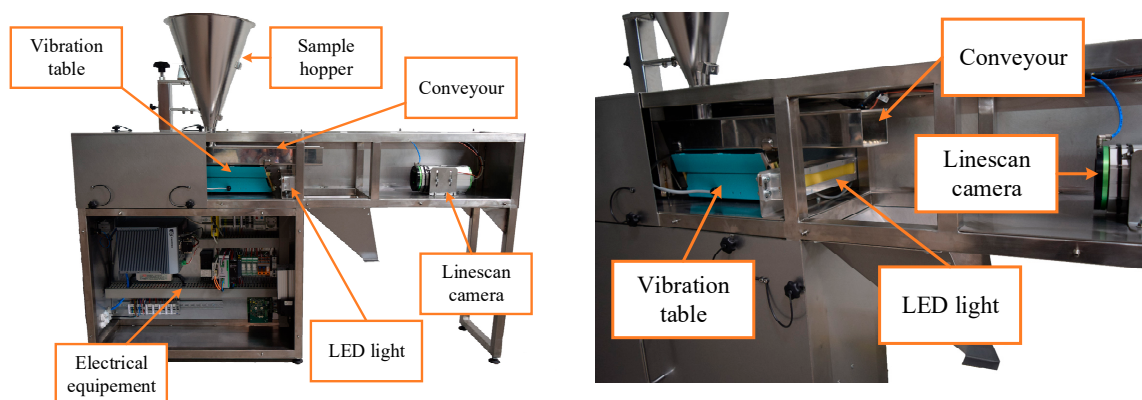 Vibration
table
Sample
hopper
Conveyour
Linescan
camera
LED light
Electrical
equipement
Conveyour
Linescan
camera
Vibration
table
LED light